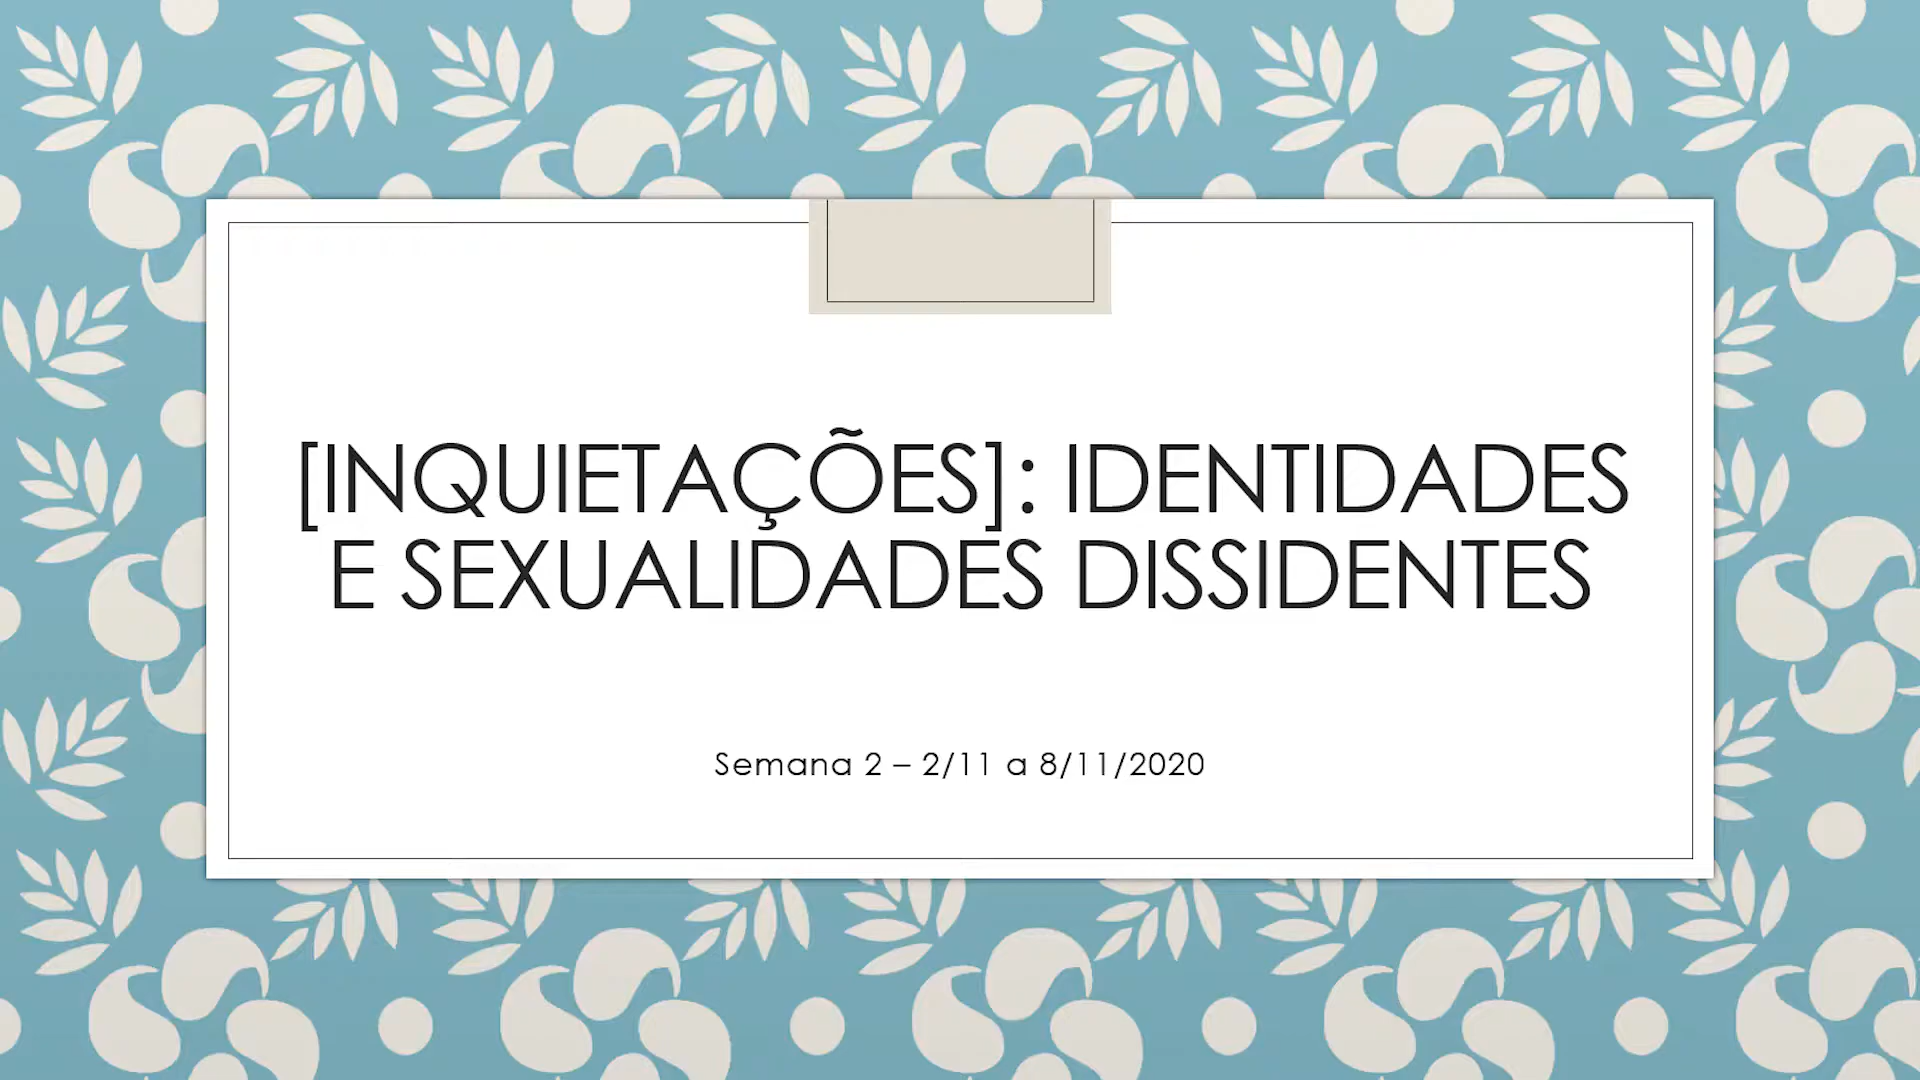 [INQUIETAÇÕES]: IDENTIDADES
E SEXUALIDADES DISSIDENTES
Semana 2 – 2/11 a 8/11/2020